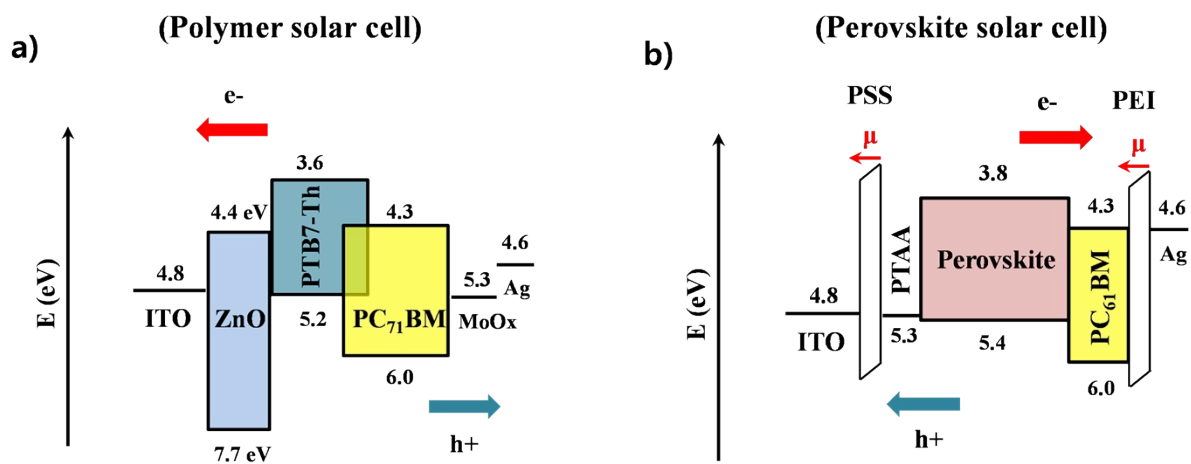 (Polymer solar cell)
a)
e-
E (eV)
3.6
4.4 eV
4.3
4.8
4.6
5.3
ITO
ZnO
PTB7-Th
5.2
PC₇₁BM
MoOx
Ag
6.0
7.7 eV
h+
(Perovskite solar cell)
b)
PSS
e-
PEI
μ
μ
E (eV)
3.8
4.3
4.6
4.8
PTAA
Perovskite
PC₆₁BM
Ag
ITO
5.3
5.4
6.0
h+